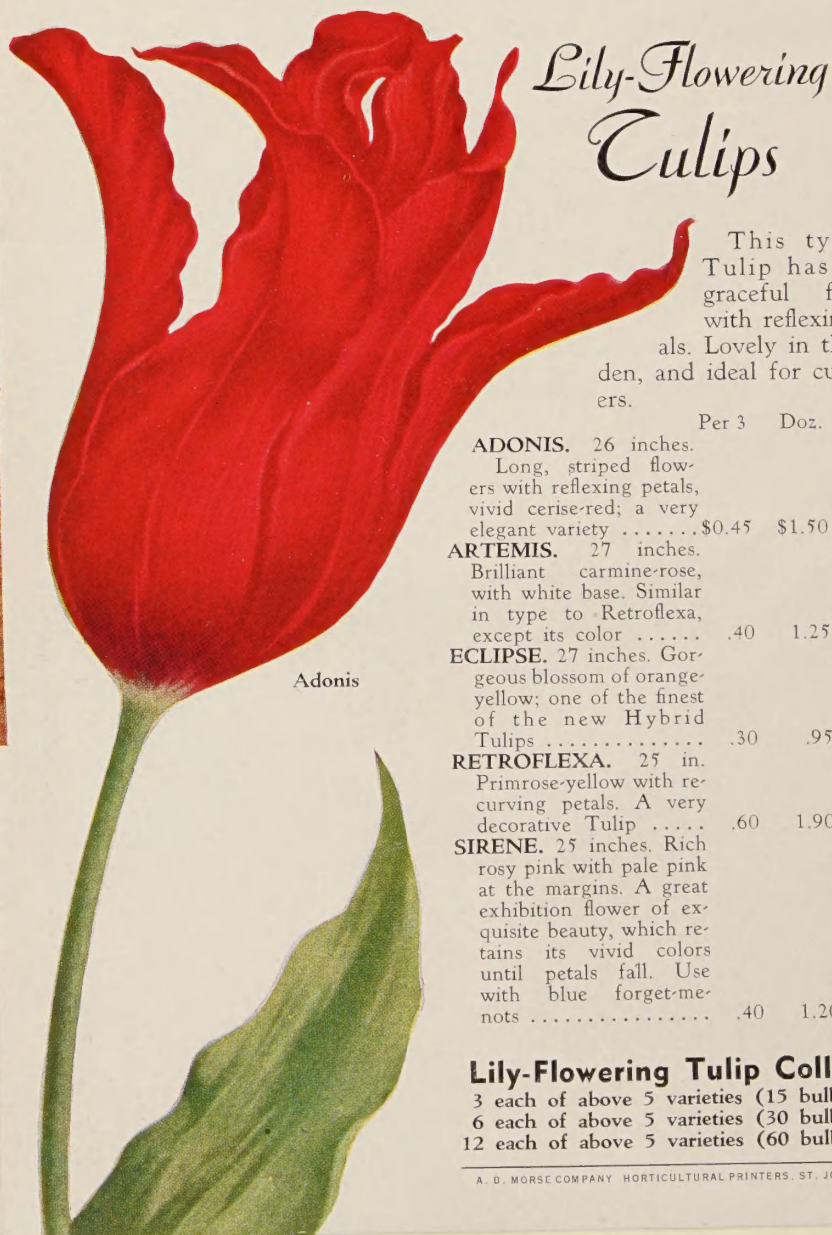 Lily-Flowering
Tulips
This ty
Tulip has
graceful f
with reflexin
als. Lovely in t
den, and ideal for cu
ers.
Per 3 Doz.
ADONIS. 26 inches.
Long, striped flow-
ers with reflexing petals,
vivid cerise-red; a very
elegant variety .......$0.45 $1.50
ARTEMIS. 27 inches.
Brilliant carmine-rose,
with white base. Similar
in type to Retroflexa,
except its color ...... .40 1.25
ECLIPSE. 27 inches. Gor-
geous blossom of orange-
yellow; one of the finest
of the new Hybrid
Tulips .............. .30 .95
RETROFLEXA. 25 in.
Primrose-yellow with re-
curving petals. A very
decorative Tulip ..... .60 1.90
SIRENE. 25 inches. Rich
rosy pink with pale pink
at the margins. A great
exhibition flower of ex-
quisite beauty, which re-
tains its vivid colors
until petals fall. Use
with blue forget-me-
nots ................ .40 1.20
Adonis
Lily-Flowering Tulip Coll
3 each of above 5 varieties (15 bul
6 each of above 5 varieties (30 bul
12 each of above 5 varieties (60 bul
A. B. MORSE COMPANY HORTICULTURAL PRINTERS. ST. JO